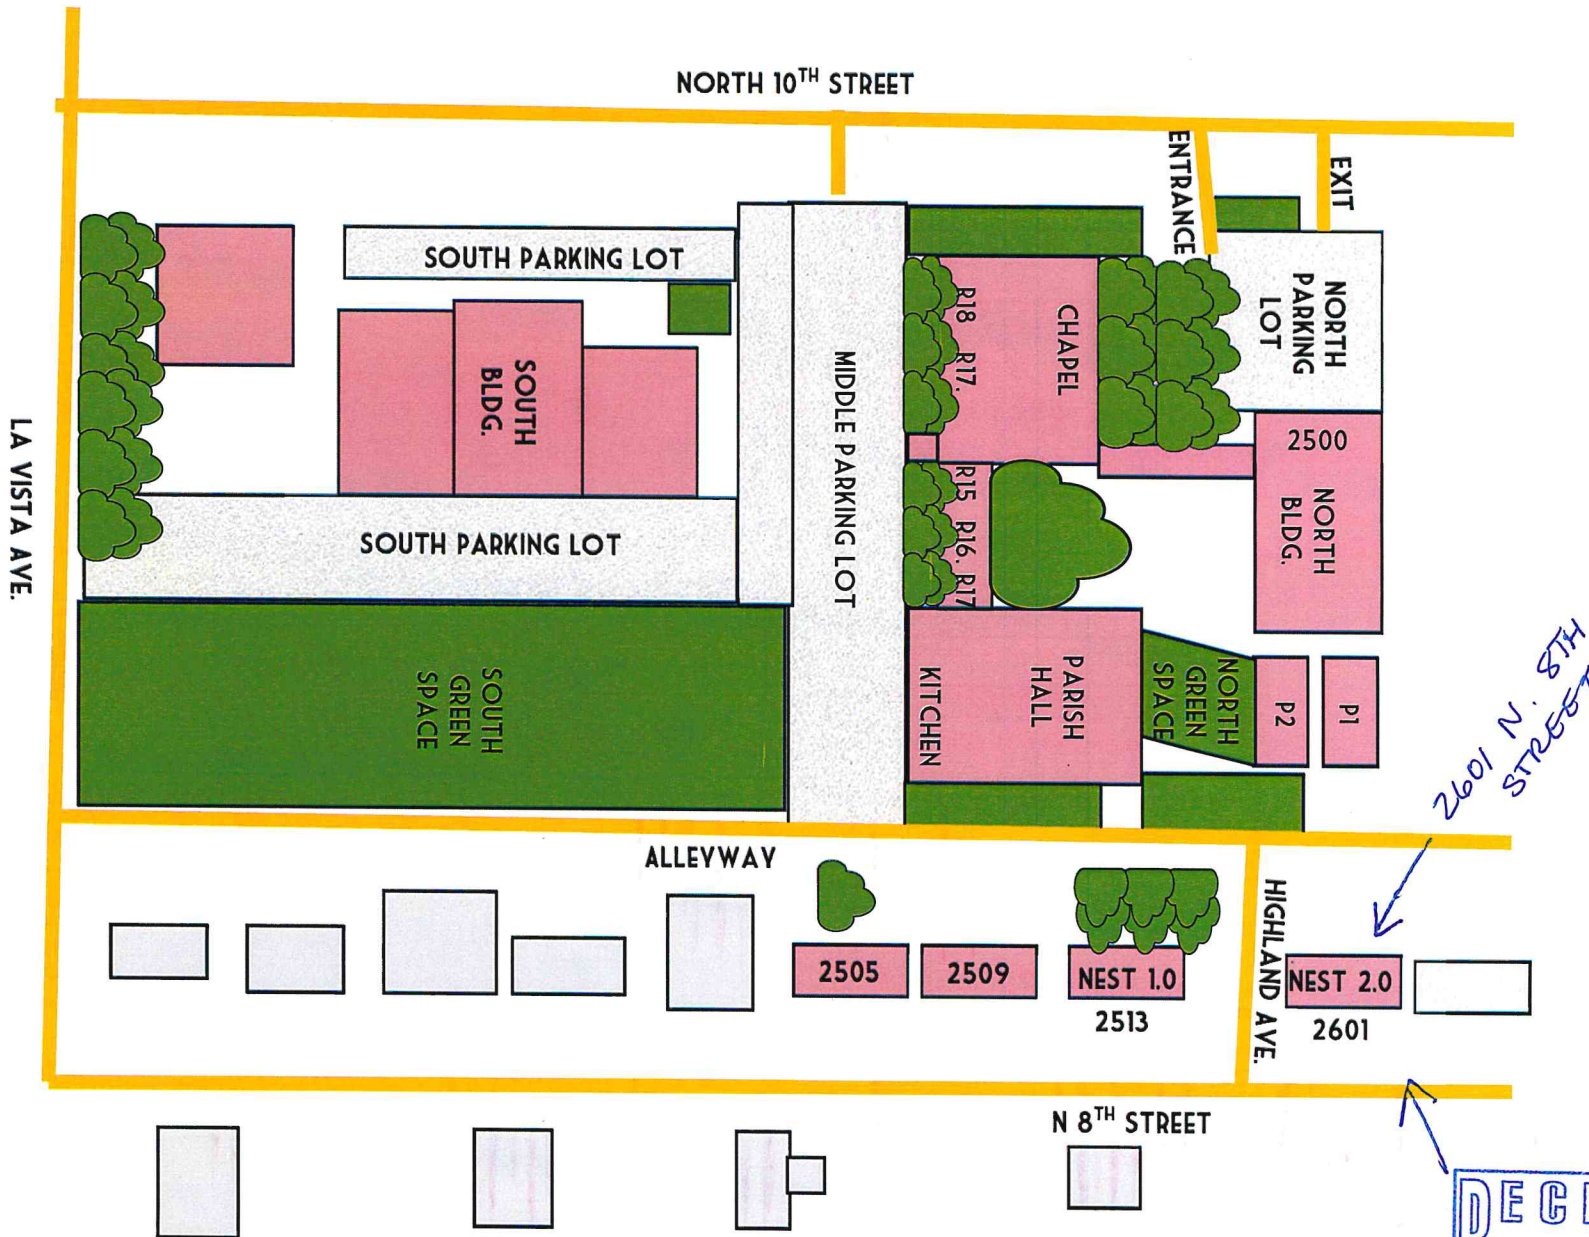 NORTH 10TH STREET
EXIT
ENTRANCE
SOUTH PARKING LOT
NORTH
PARKING
LOT
CHAPEL
R18
R17.
MIDDLE PARKING LOT
SOUTH
BLDG.
2500
NORTH
BLDG.
R15
R16.
R17
SOUTH PARKING LOT
LA VISTA AVE.
SOUTH
GREEN
SPACE
PARISH
HALL
KITCHEN
NORTH
GREEN
SPACE
P2
P1
2601 N. 8TH
STREET
ALLEYWAY
HIGHLAND AVE.
2505
2509
NEST 1.0
2513
NEST 2.0
2601
N 8TH STREET